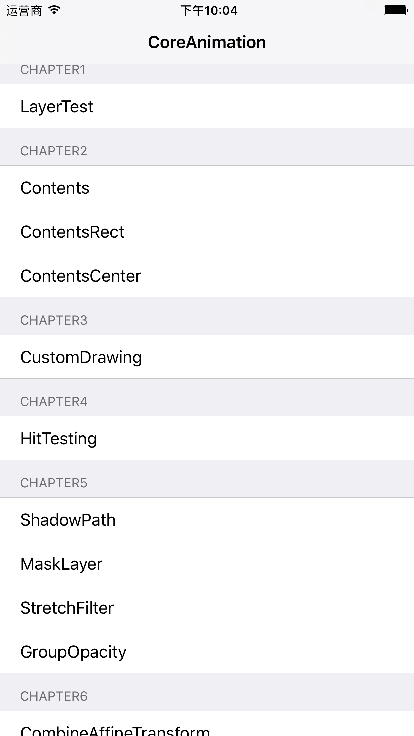 运营商 下午10:04
CoreAnimation
CHAPTER1
LayerTest
CHAPTER2
Contents
ContentsRect
ContentsCenter
CHAPTER3
CustomDrawing
CHAPTER4
HitTesting
CHAPTER5
ShadowPath
MaskLayer
StretchFilter
GroupOpacity
CHAPTER6
CombineAffineTransform